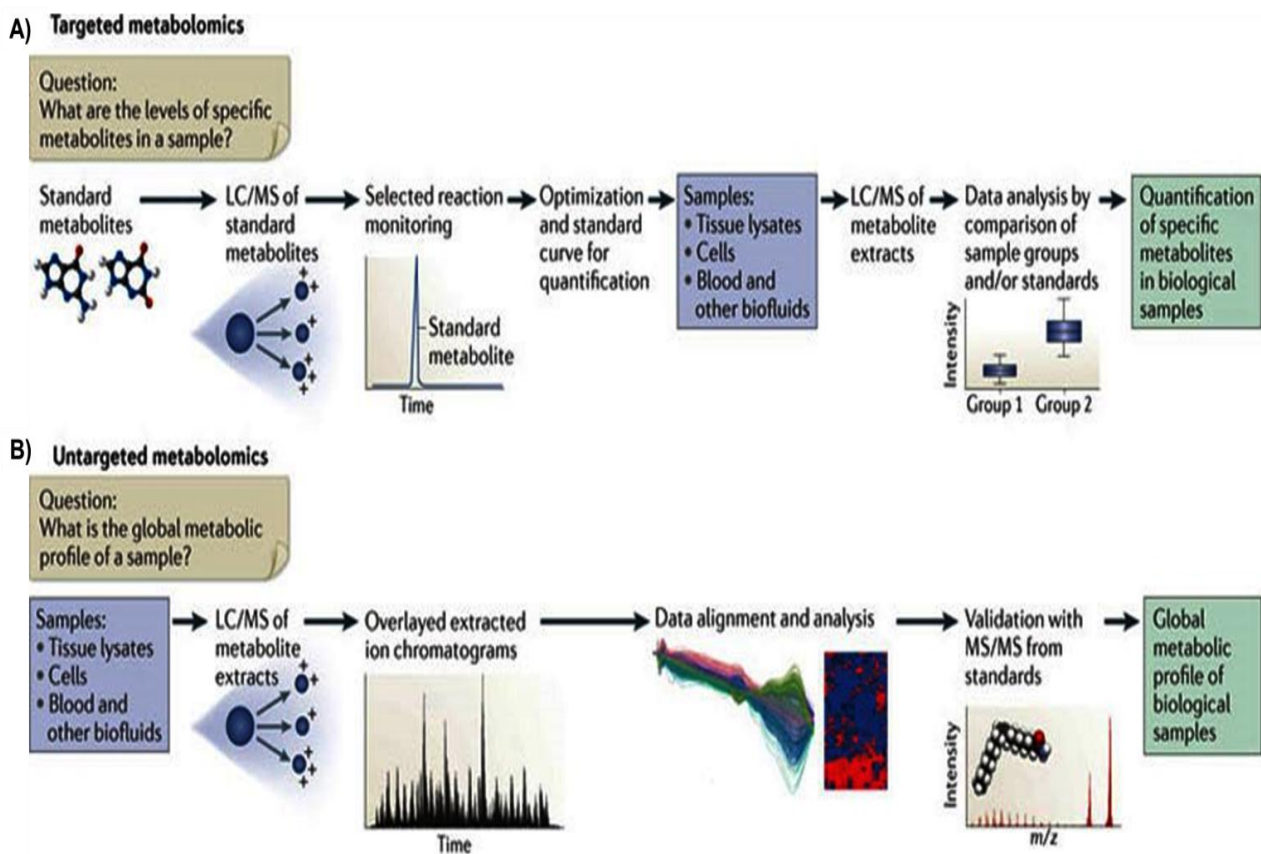 A) Targeted metabolomics
Question:
What are the levels of specific
metabolites in a sample?
Standard
metabolites
LC/MS of
standard
metabolites
+
+
+
+
+
+
Selected reaction
monitoring
Standard
metabolite
Time
Optimization
and standard
curve for
quantification
Samples:
• Tissue lysates
• Cells
• Blood and
other biofluids
LC/MS of
metabolite
extracts
Data analysis by
comparison of
sample groups
and/or standards
Intensity
Group 1 Group 2
Quantification
of specific
metabolites
in biological
samples
B) Untargeted metabolomics
Question:
What is the global metabolic
profile of a sample?
Samples:
• Tissue lysates
• Cells
• Blood and
other biofluids
LC/MS of
metabolite
extracts
+
+
+
+
+
+
Overlayed extracted
ion chromatograms
Time
Data alignment and analysis
Validation with
MS/MS from
standards
Intensity
m/z
Global
metabolic
profile of
biological
samples